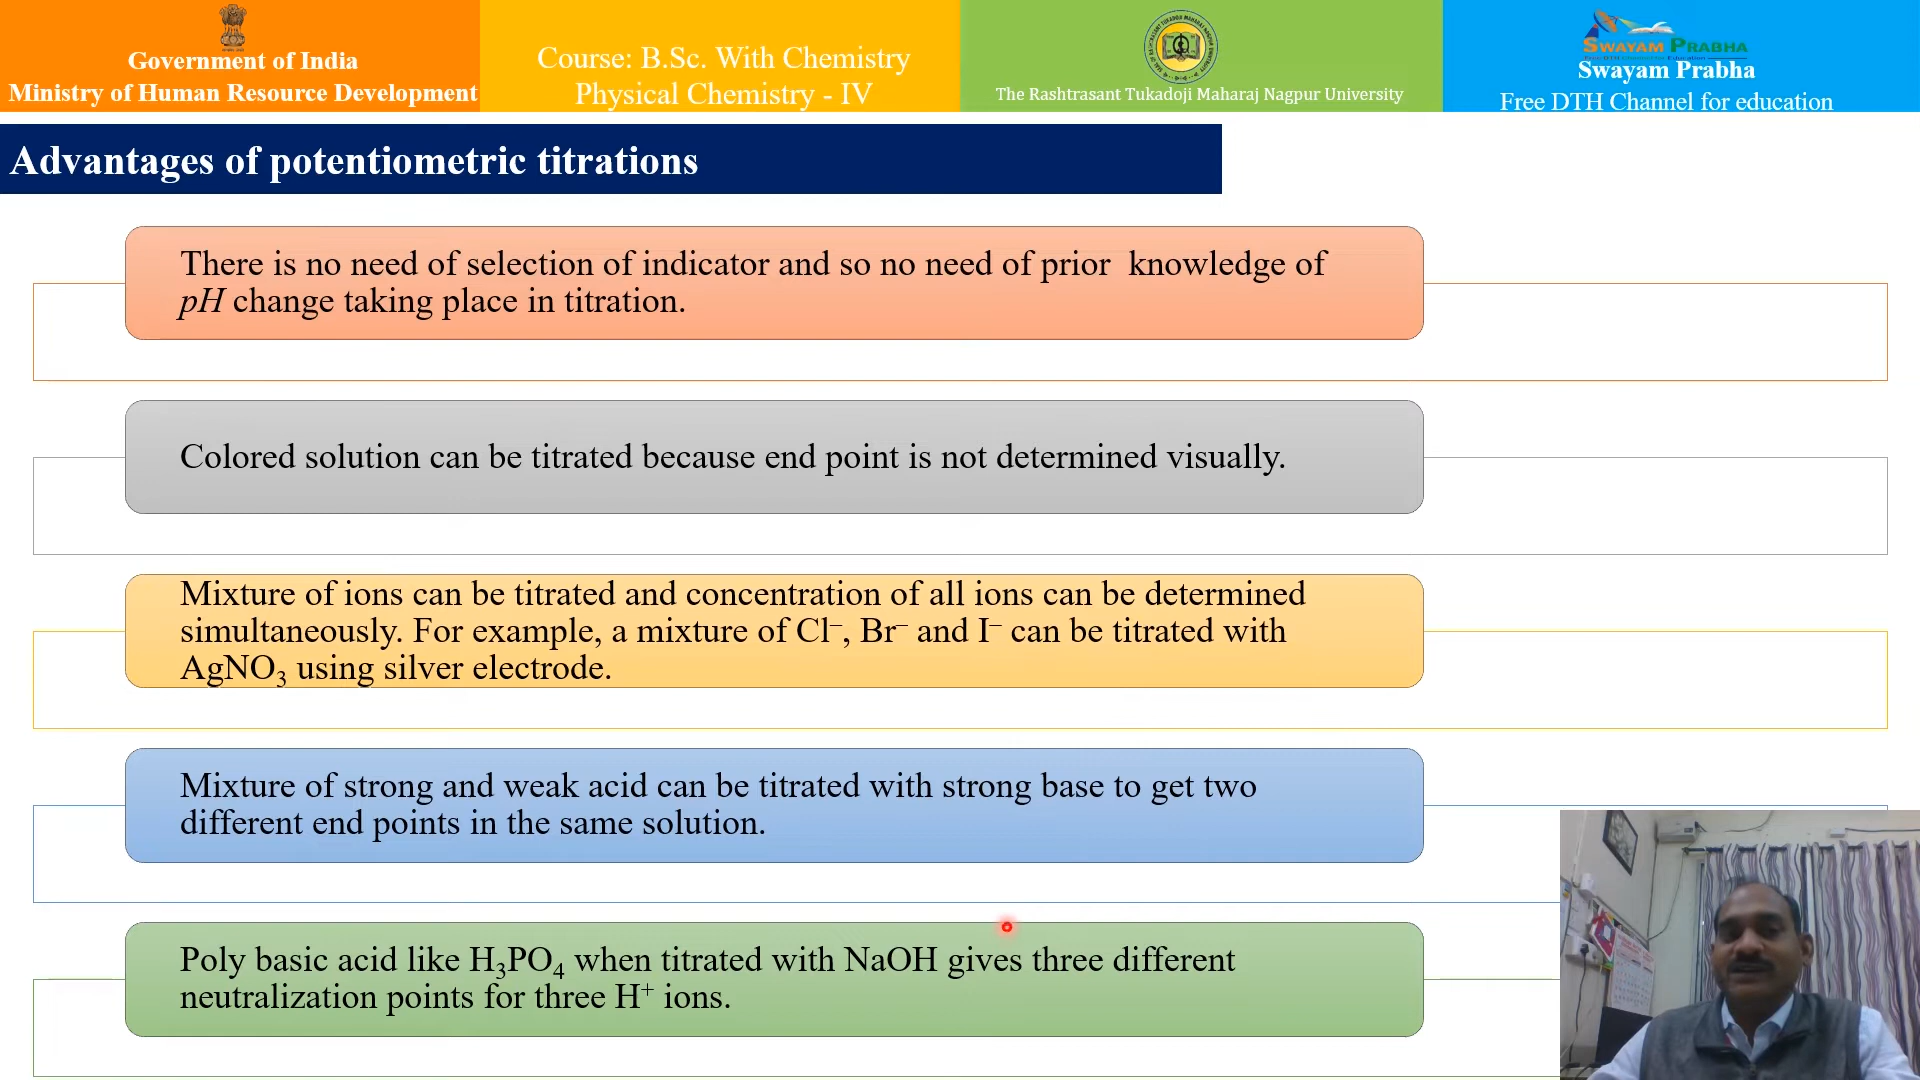 Government of India
Ministry of Human Resource Development
Course: B.Sc. With Chemistry
Physical Chemistry - IV
The Rashtrasant Tukadoji Maharaj Nagpur University
SWAYAM PRABHA
Swayam Prabha
Free DTH Channel for education
Advantages of potentiometric titrations
There is no need of selection of indicator and so no need of prior knowledge of
pH change taking place in titration.
Colored solution can be titrated because end point is not determined visually.
Mixture of ions can be titrated and concentration of all ions can be determined
simultaneously. For example, a mixture of Cl⁻, Br⁻ and I⁻ can be titrated with
AgNO₃ using silver electrode.
Mixture of strong and weak acid can be titrated with strong base to get two
different end points in the same solution.
Poly basic acid like H₃PO₄ when titrated with NaOH gives three different
neutralization points for three H⁺ ions.